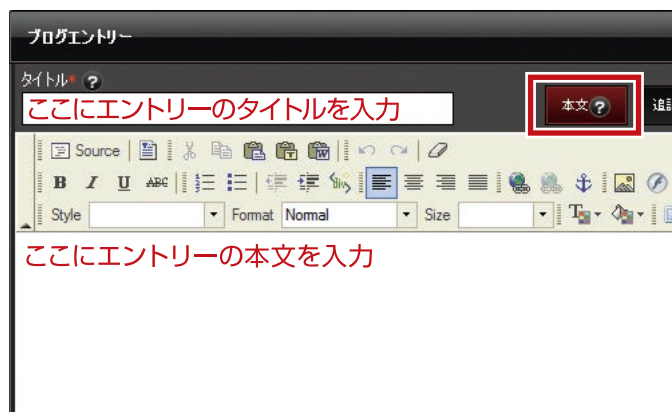 ブログエントリー
タイトル* ?
ここにエントリーのタイトルを入力
本文 ?
Source
B I U ABC
Style Format Normal Size
ここにエントリーの本文を入力